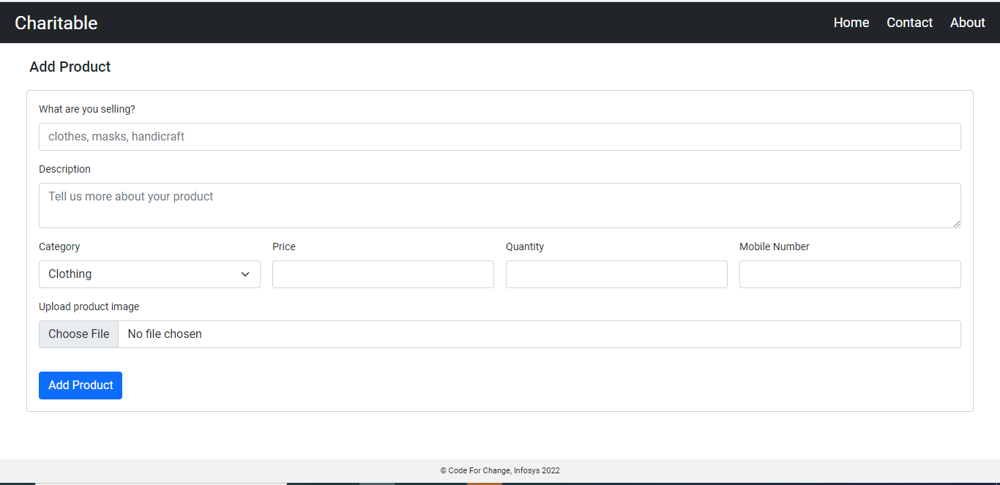 Charitable Home Contact About
Add Product
What are you selling?
clothes, masks, handicraft
Description
Tell us more about your product
Category Price Quantity Mobile Number
Clothing
Upload product image
Choose File No file chosen
Add Product
© Code For Change, Infosys 2022